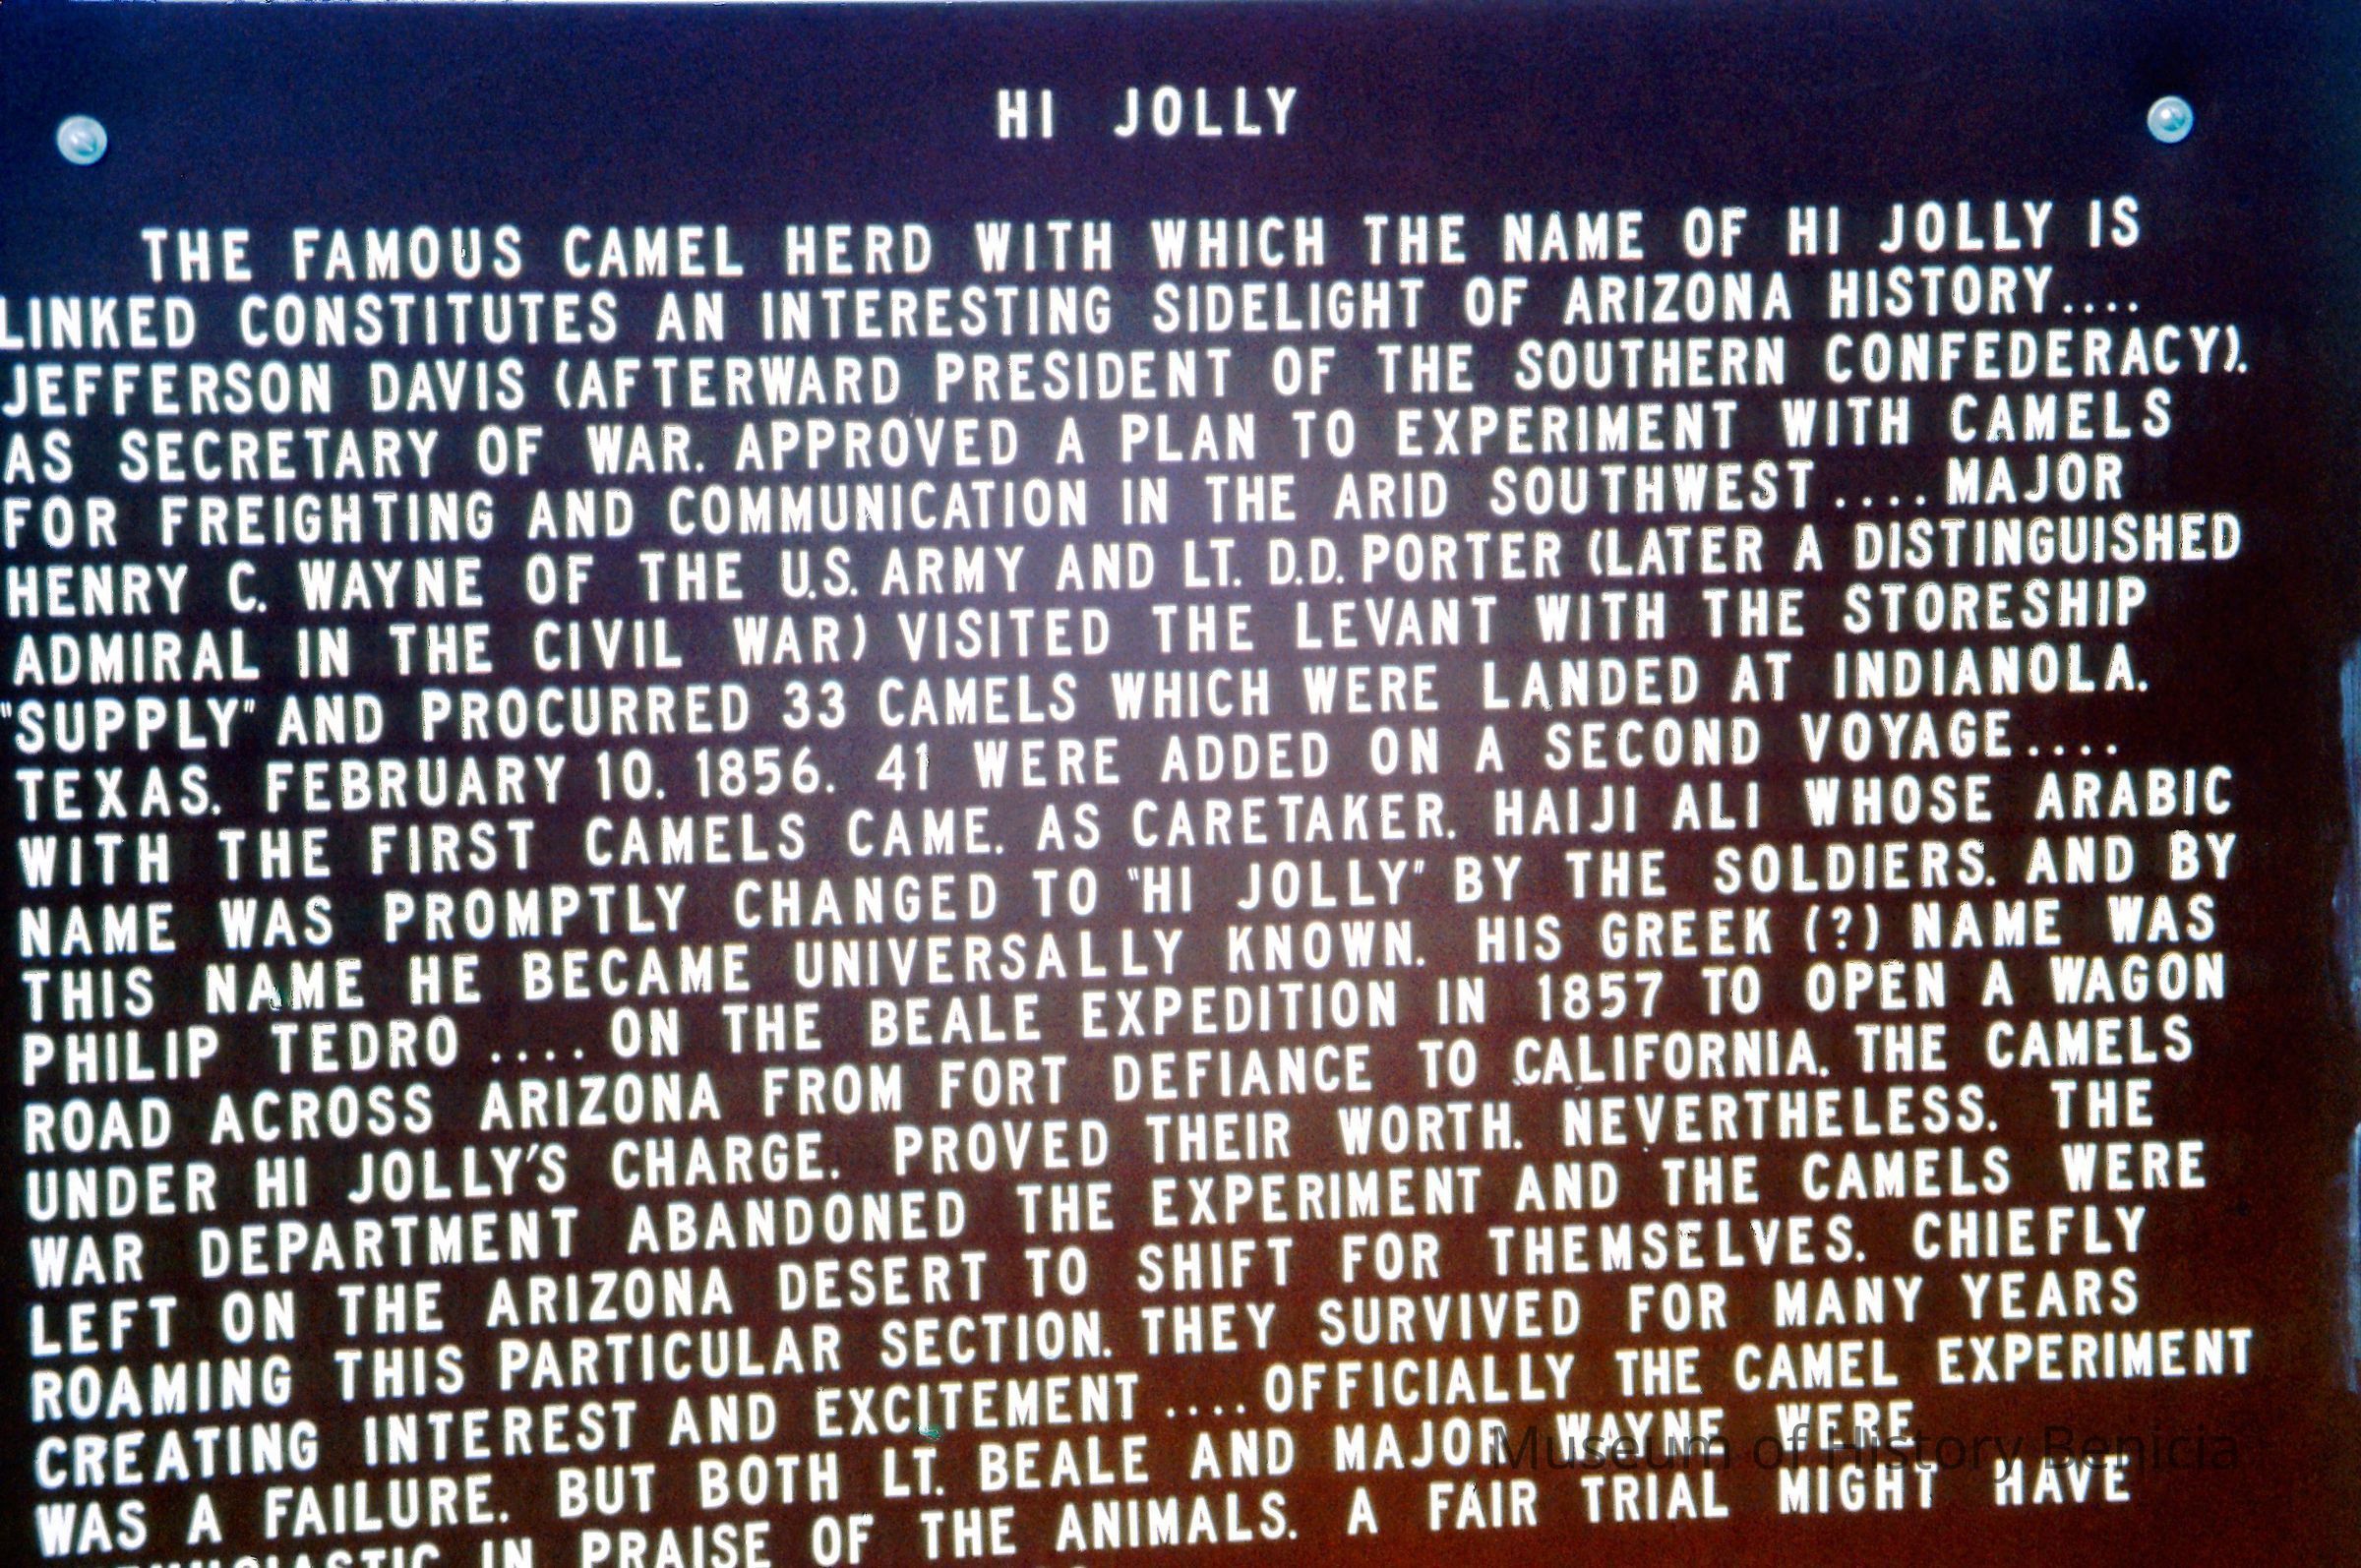 HI JOLLY
THE FAMOUS CAMEL HERD WITH WHICH THE NAME OF HI JOLLY IS
LINKED CONSTITUTES AN INTERESTING SIDELIGHT OF ARIZONA HISTORY....
JEFFERSON DAVIS (AFTERWARD PRESIDENT OF THE SOUTHERN CONFEDERACY).
AS SECRETARY OF WAR. APPROVED A PLAN TO EXPERIMENT WITH CAMELS
FOR FREIGHTING AND COMMUNICATION IN THE ARID SOUTHWEST.... MAJOR
HENRY C. WAYNE OF THE U.S. ARMY AND LT. D.D. PORTER (LATER A DISTINGUISHED
ADMIRAL IN THE CIVIL WAR) VISITED THE LEVANT WITH THE STORESHIP
"SUPPLY" AND PROCURRED 33 CAMELS WHICH WERE LANDED AT INDIANOLA.
TEXAS. FEBRUARY 10. 1856. 41 WERE ADDED ON A SECOND VOYAGE....
WITH THE FIRST CAMELS CAME. AS CARETAKER. HAIJI ALI WHOSE ARABIC
NAME WAS PROMPTLY CHANGED TO "HI JOLLY" BY THE SOLDIERS. AND BY
THIS NAME HE BECAME UNIVERSALLY KNOWN. HIS GREEK (?) NAME WAS
PHILIP TEDRO .... ON THE BEALE EXPEDITION IN 1857 TO OPEN A WAGON
ROAD ACROSS ARIZONA FROM FORT DEFIANCE TO CALIFORNIA. THE CAMELS
UNDER HI JOLLY'S CHARGE. PROVED THEIR WORTH. NEVERTHELESS. THE
WAR DEPARTMENT ABANDONED THE EXPERIMENT AND THE CAMELS WERE
LEFT ON THE ARIZONA DESERT TO SHIFT FOR THEMSELVES. CHIEFLY
ROAMING THIS PARTICULAR SECTION. THEY SURVIVED FOR MANY YEARS
CREATING INTEREST AND EXCITEMENT .... OFFICIALLY THE CAMEL EXPERIMENT
WAS A FAILURE. BUT BOTH LT. BEALE AND MAJOR WAYNE WERE
IN PRAISE OF THE ANIMALS. A FAIR TRIAL MIGHT HAVE
Museum of History Benicia